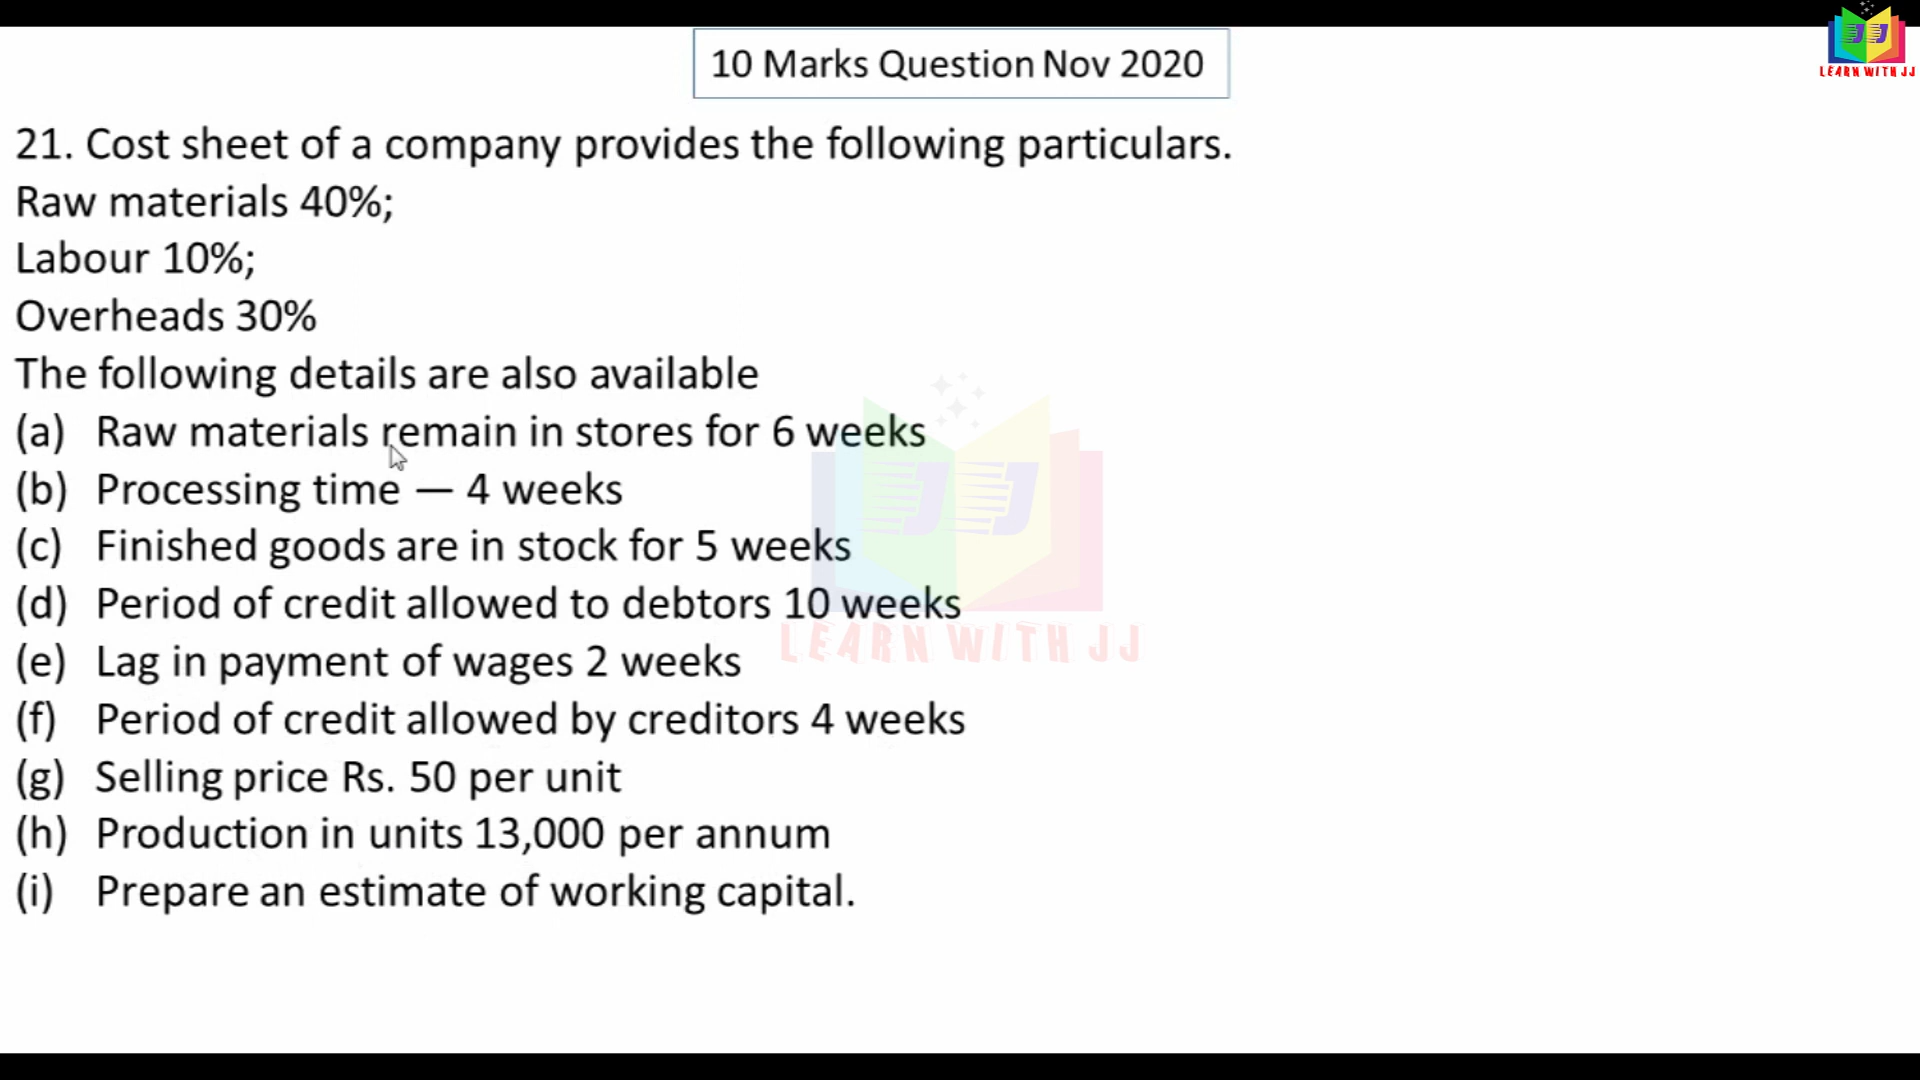 10 Marks Question Nov 2020
LEARN WITH JJ
21. Cost sheet of a company provides the following particulars.
Raw materials 40%;
Labour 10%;
Overheads 30%
The following details are also available
(a) Raw materials remain in stores for 6 weeks
(b) Processing time — 4 weeks
(c) Finished goods are in stock for 5 weeks
(d) Period of credit allowed to debtors 10 weeks
(e) Lag in payment of wages 2 weeks
(f) Period of credit allowed by creditors 4 weeks
(g) Selling price Rs. 50 per unit
(h) Production in units 13,000 per annum
(i) Prepare an estimate of working capital.
JJ
LEARN WITH JJ